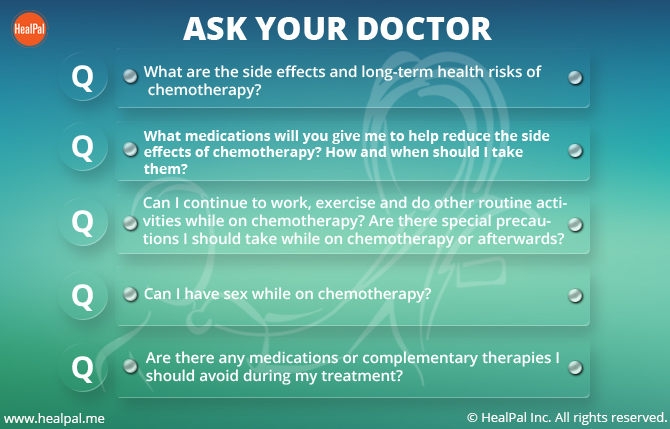 HealPal
ASK YOUR DOCTOR
Q
What are the side effects and long-term health risks of
chemotherapy?
Q
What medications will you give me to help reduce the side
effects of chemotherapy? How and when should I take
them?
Q
Can I continue to work, exercise and do other routine acti-
vities while on chemotherapy? Are there special precau-
tions I should take while on chemotherapy or afterwards?
Q
Can I have sex while on chemotherapy?
Q
Are there any medications or complementary therapies I
should avoid during my treatment?
www.healpal.me
© HealPal Inc. All rights reserved.